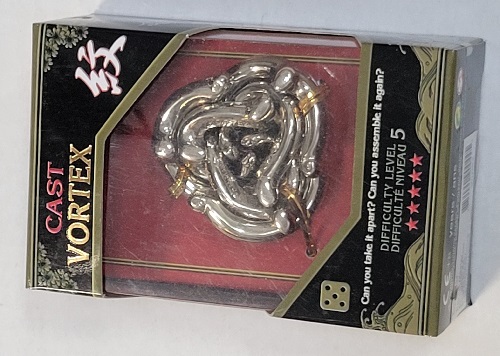 紋
CAST
VORTEX
Can you take it apart? Can you assemble it again?
DIFFICULTY LEVEL 5
DIFFICULTÉ NIVEAU
★★★★★